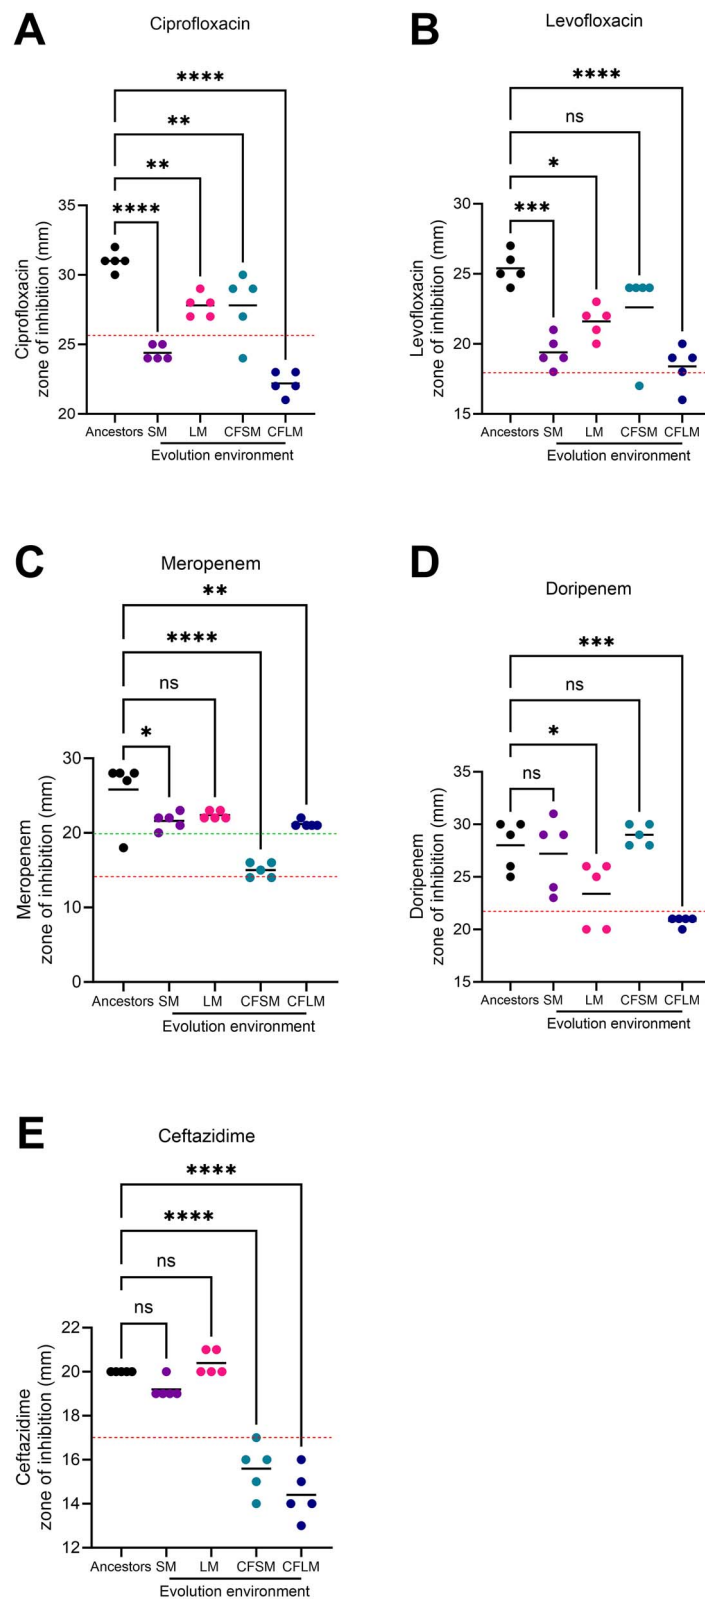 A
Ciprofloxacin
****
**
**
****
Ciprofloxacin
zone of inhibition (mm)
35
30
25
20
Ancestors SM LM CFSM CFLM
Evolution environment
B
Levofloxacin
****
ns
*
***
Levofloxacin
zone of inhibition (mm)
30
25
20
15
Ancestors SM LM CFSM CFLM
Evolution environment
C
Meropenem
**
****
ns
*
Meropenem
zone of inhibition (mm)
30
20
10
0
Ancestors SM LM CFSM CFLM
Evolution environment
D
Doripenem
***
ns
*
ns
Doripenem
zone of inhibition (mm)
35
30
25
20
15
Ancestors SM LM CFSM CFLM
Evolution environment
E
Ceftazidime
****
****
ns
ns
Ceftazidime
zone of inhibition (mm)
22
20
18
16
14
12
Ancestors SM LM CFSM CFLM
Evolution environment